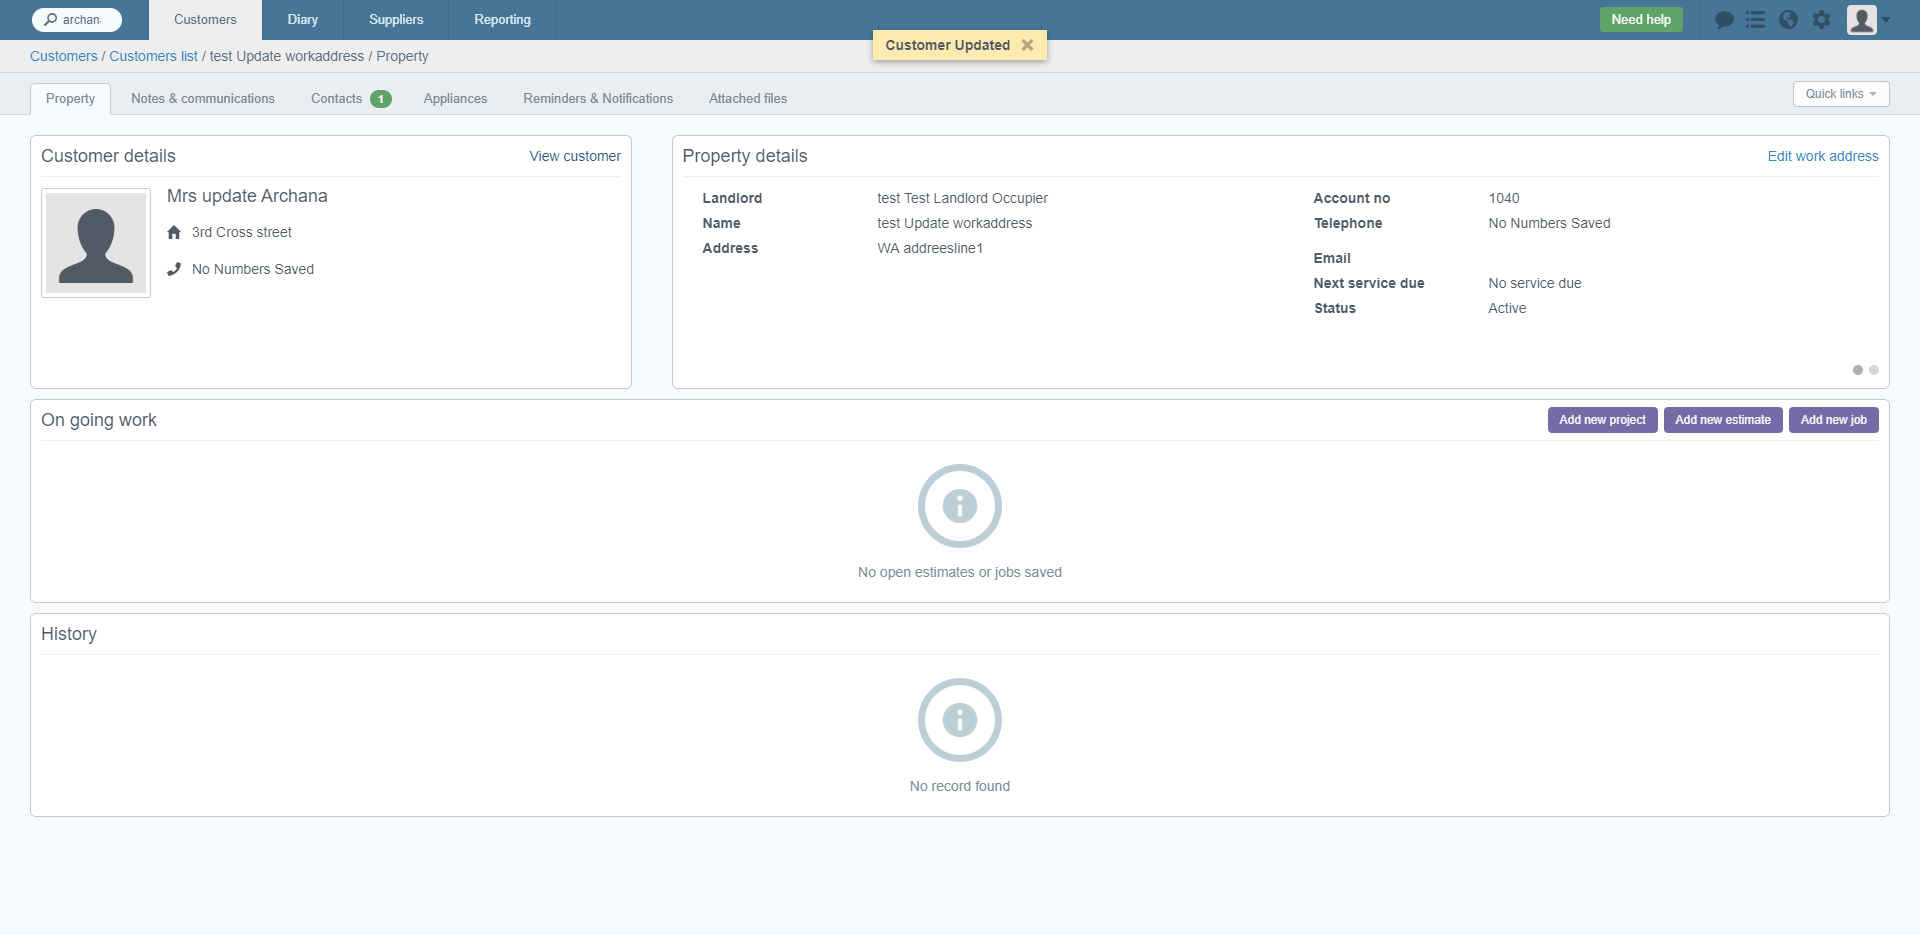 archan
Customers
Diary
Suppliers
Reporting
Need help
Customer Updated
Customers / Customers list / test Update workaddress / Property
Property
Notes & communications
Contacts 1
Appliances
Reminders & Notifications
Attached files
Quick links
Customer details
View customer
Mrs update Archana
3rd Cross street
No Numbers Saved
Property details
Edit work address
Landlord test Test Landlord Occupier
Name test Update workaddress
Address WA addreesline1
Account no 1040
Telephone No Numbers Saved
Email
Next service due No service due
Status Active
On going work
Add new project
Add new estimate
Add new job
No open estimates or jobs saved
History
No record found